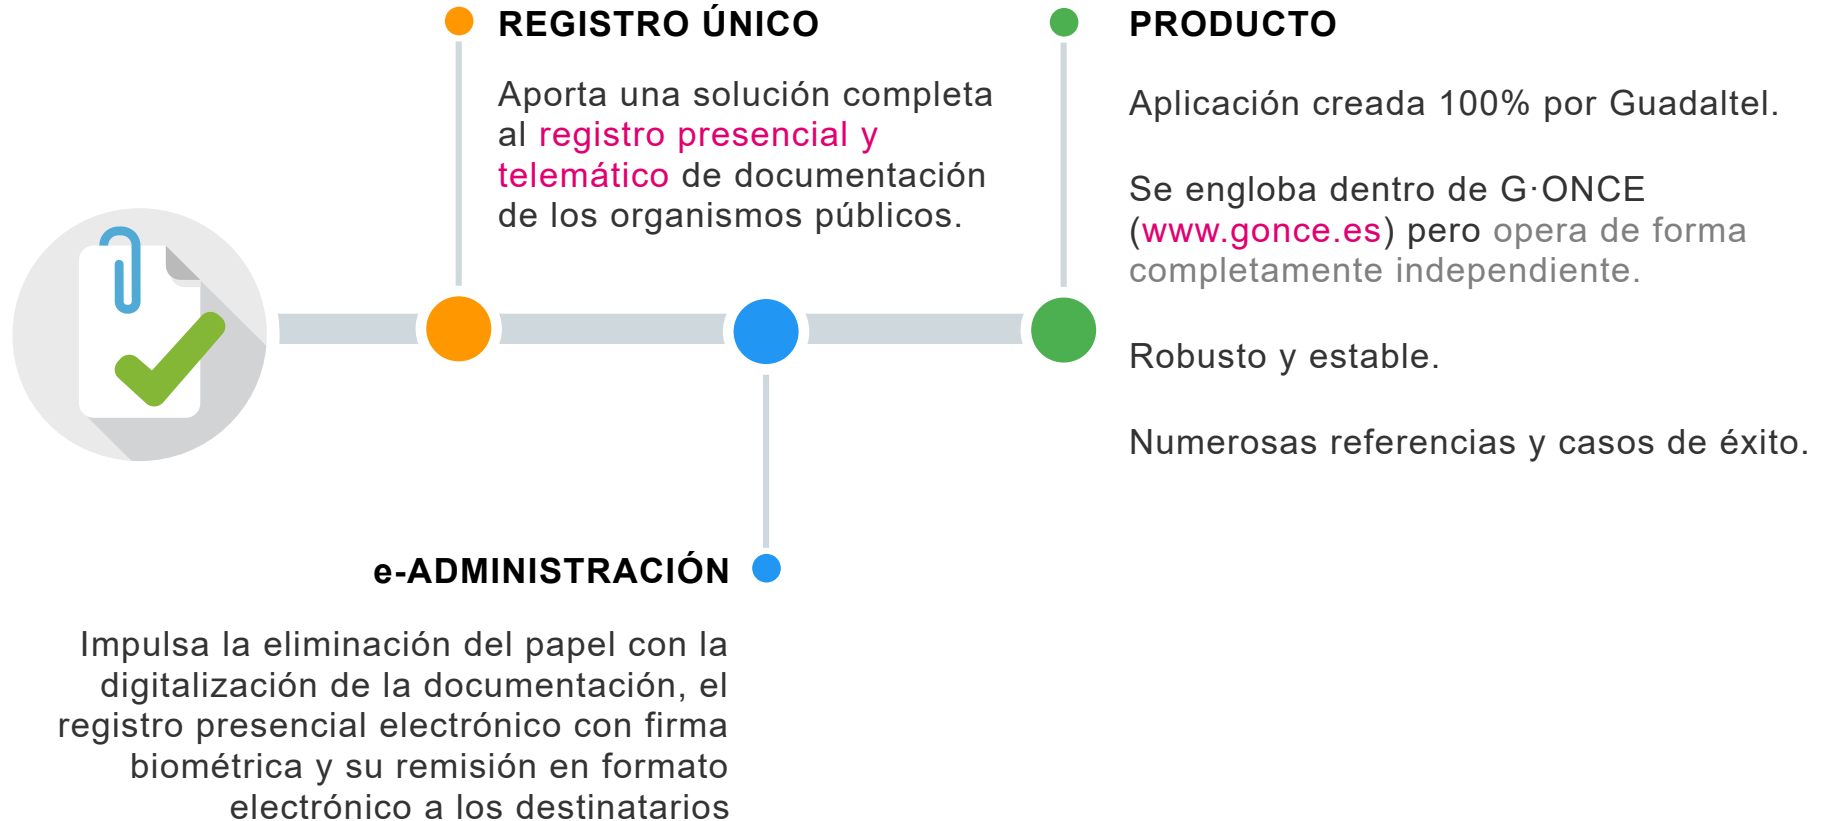 REGISTRO ÚNICO
Aporta una solución completa
al registro presencial y
telemático de documentación
de los organismos públicos.
PRODUCTO
Aplicación creada 100% por Guadaltel.
Se engloba dentro de G·ONCE
(www.gonce.es) pero opera de forma
completamente independiente.
Robusto y estable.
Numerosas referencias y casos de éxito.
e-ADMINISTRACIÓN
Impulsa la eliminación del papel con la
digitalización de la documentación, el
registro presencial electrónico con firma
biométrica y su remisión en formato
electrónico a los destinatarios